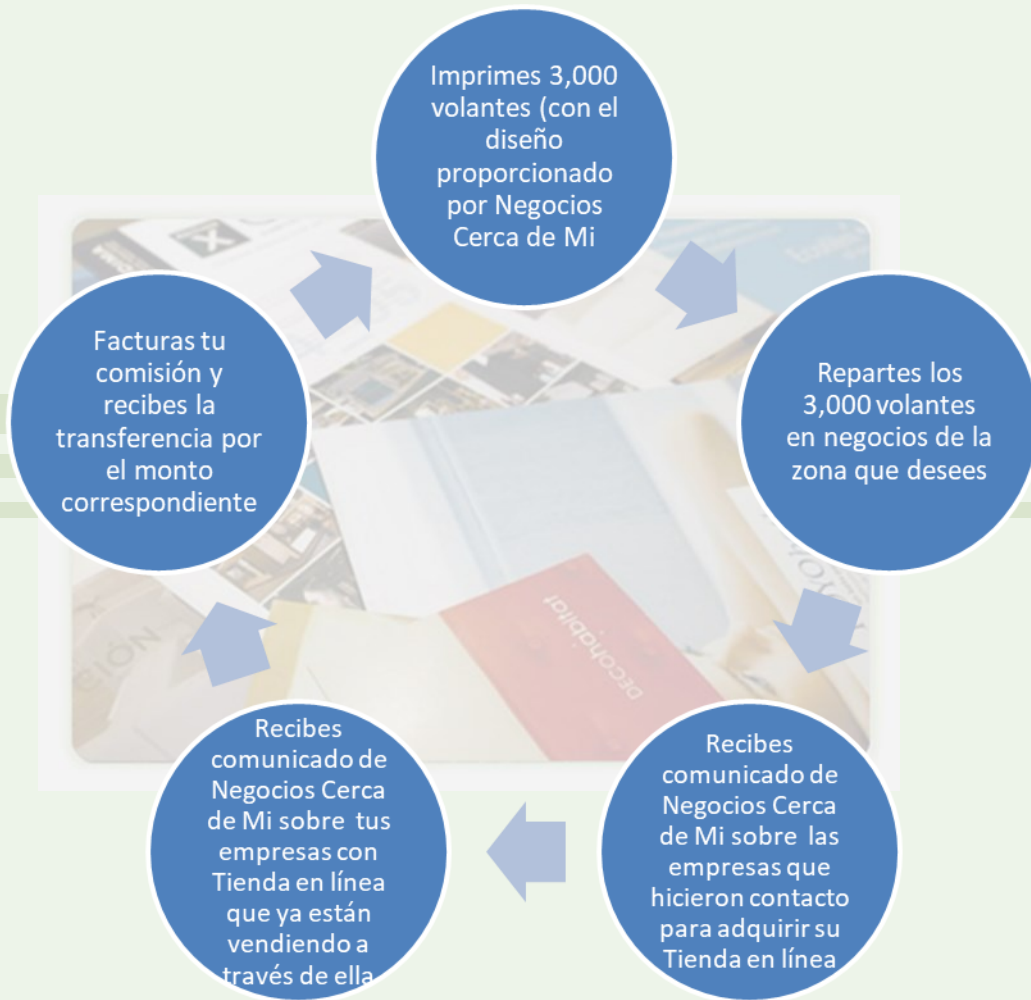 Imprimes 3,000
volantes (con el
diseño
proporcionado
por Negocios
Cerca de Mi
Repartes los
3,000 volantes
en negocios de la
zona que desees
Recibes
comunicado de
Negocios Cerca
de Mi sobre las
empresas que
hicieron contacto
para adquirir su
Tienda en línea
Recibes
comunicado de
Negocios Cerca
de Mi sobre tus
empresas con
Tienda en línea
que ya están
vendiendo a
través de ella
Facturas tu
comisión y
recibes la
transferencia por
el monto
correspondiente
DECOhabitat